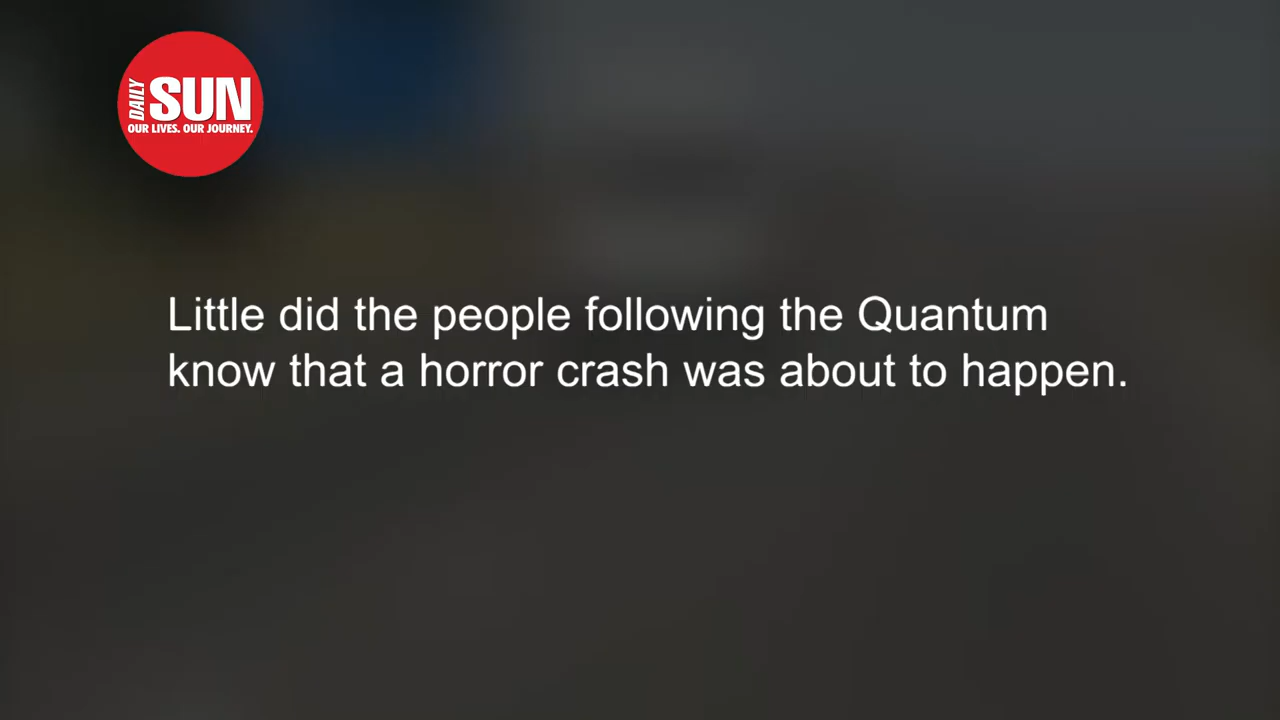 DAILY
SUN
OUR LIVES. OUR JOURNEY.
Little did the people following the Quantum
know that a horror crash was about to happen.